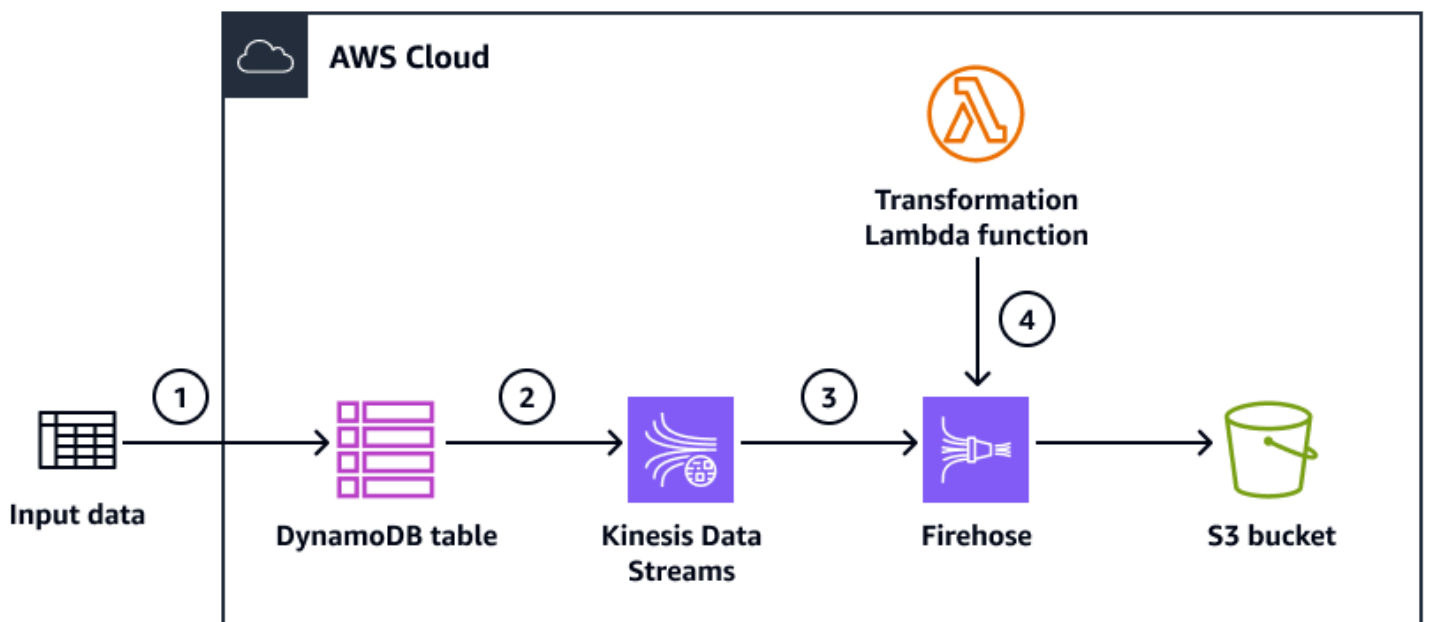 AWS Cloud
Transformation
Lambda function
4
1
2
3
Input data
DynamoDB table
Kinesis Data
Streams
Firehose
S3 bucket